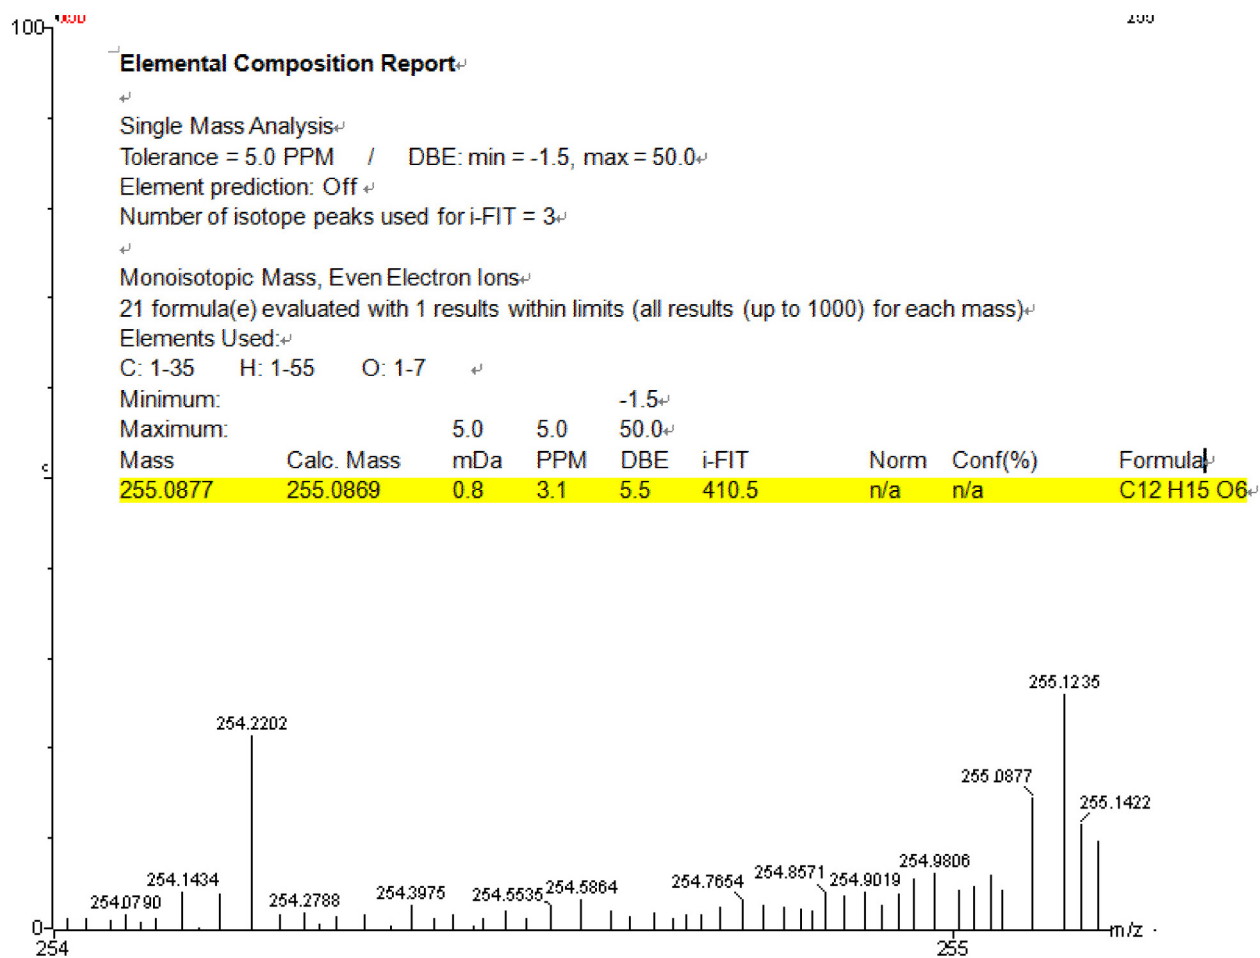 100
Elemental Composition Report
Single Mass Analysis
Tolerance = 5.0 PPM / DBE: min = -1.5, max = 50.0
Element prediction: Off
Number of isotope peaks used for i-FIT = 3
Monoisotopic Mass, Even Electron Ions
21 formula(e) evaluated with 1 results within limits (all results (up to 1000) for each mass)
Elements Used:
C: 1-35 H: 1-55 O: 1-7
Minimum: -1.5
Maximum: 5.0 5.0 50.0
Mass Calc. Mass mDa PPM DBE i-FIT Norm Conf(%) Formula
255.0877 255.0869 0.8 3.1 5.5 410.5 n/a n/a C12 H15 O6
255.1235
254.2202
255.0877
255.1422
254.9806
254.8571
254.1434
254.7654
254.9019
254.5864
254.0790
254.2788
254.3975
254.5535
0
m/z
254
255